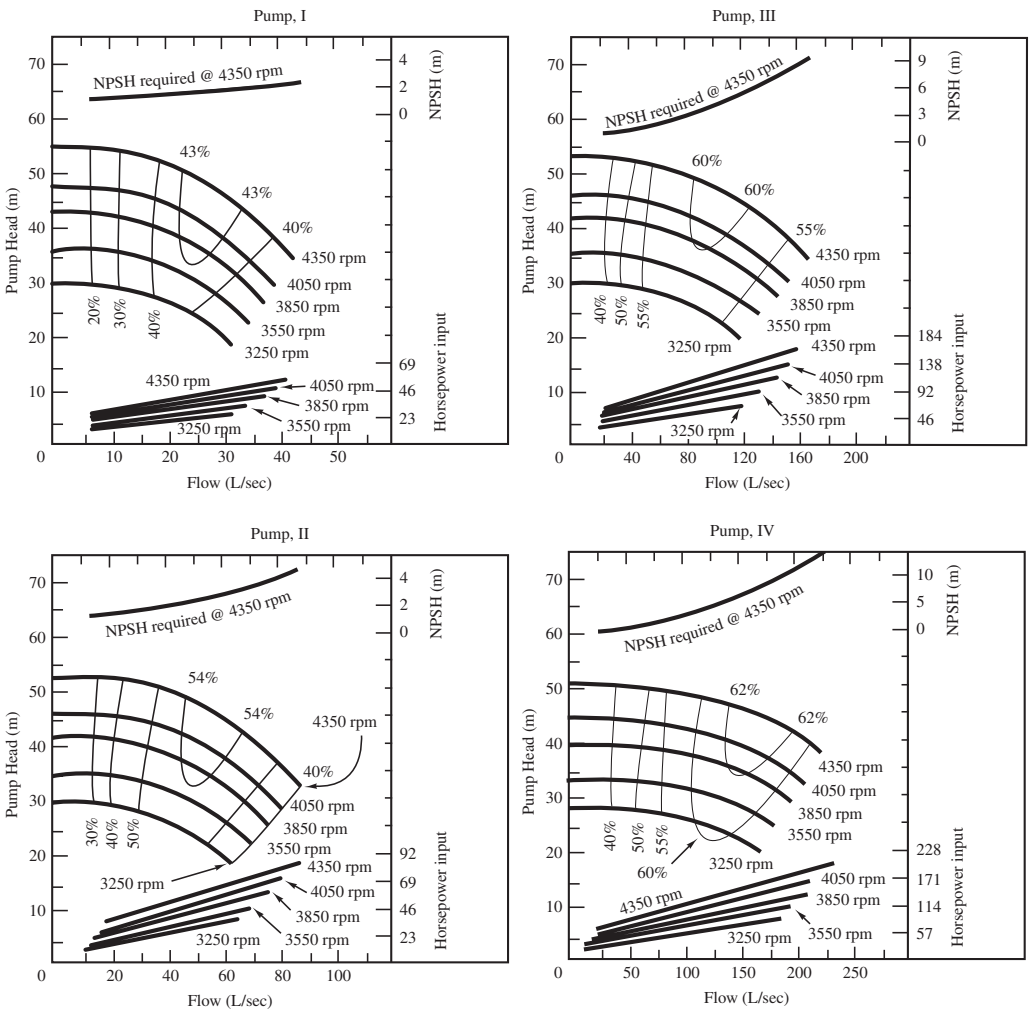 Pump, I
70
60
50
40
30
20
10
0
Pump Head (m)
NPSH required @ 4350 rpm
4
2
0
NPSH (m)
43%
43%
40%
4350 rpm
4050 rpm
3850 rpm
3550 rpm
3250 rpm
20%
30%
40%
69
46
23
Horsepower input
4350 rpm
4050 rpm
3850 rpm
3550 rpm
3250 rpm
10
20
30
40
50
Flow (L/sec)
Pump, III
70
60
50
40
30
20
10
0
Pump Head (m)
NPSH required @ 4350 rpm
9
6
3
0
NPSH (m)
60%
60%
55%
4350 rpm
4050 rpm
3850 rpm
3550 rpm
3250 rpm
40%
50%
55%
184
138
92
46
Horsepower input
4350 rpm
4050 rpm
3850 rpm
3550 rpm
3250 rpm
40
80
120
160
200
Flow (L/sec)
Pump, II
70
60
50
40
30
20
10
0
Pump Head (m)
NPSH required @ 4350 rpm
4
2
0
NPSH (m)
54%
54%
4350 rpm
40%
4050 rpm
3850 rpm
3550 rpm
3250 rpm
30%
40%
50%
92
69
46
23
Horsepower input
4350 rpm
4050 rpm
3850 rpm
3550 rpm
3250 rpm
20
40
60
80
100
Flow (L/sec)
Pump, IV
70
60
50
40
30
20
10
0
Pump Head (m)
NPSH required @ 4350 rpm
10
5
0
NPSH (m)
62%
62%
4350 rpm
4050 rpm
3850 rpm
3550 rpm
3250 rpm
40%
50%
55%
60%
228
171
114
57
Horsepower input
4350 rpm
4050 rpm
3850 rpm
3550 rpm
3250 rpm
50
100
150
200
250
Flow (L/sec)